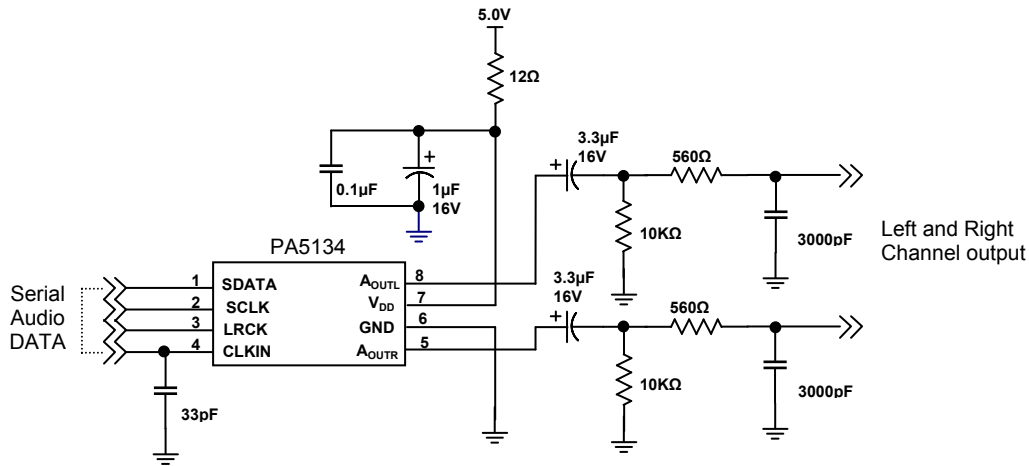 5.0V
12Ω
0.1μF
+
1μF
16V
3.3μF
16V
+
560Ω
10KΩ
3000pF
Left and Right
Channel output
PA5134
Serial
Audio
DATA
1
2
3
4
SDATA
SCLK
LRCK
CLKIN
AOUTL
VDD
GND
AOUTR
8
7
6
5
3.3μF
16V
+
560Ω
10KΩ
3000pF
33pF